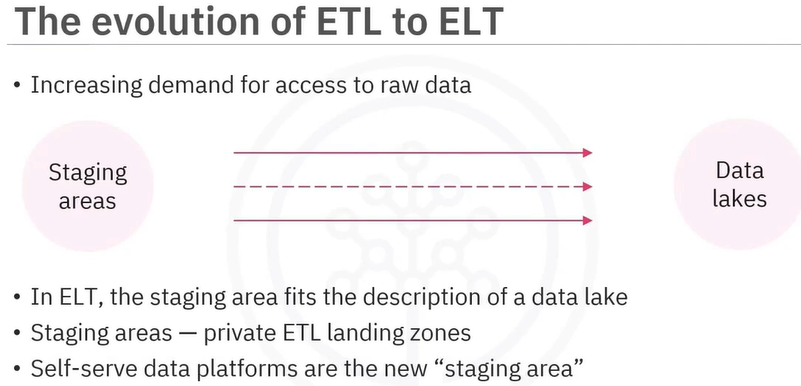 The evolution of ETL to ELT
• Increasing demand for access to raw data
Staging
areas
Data
lakes
• In ELT, the staging area fits the description of a data lake
• Staging areas — private ETL landing zones
• Self-serve data platforms are the new “staging area”